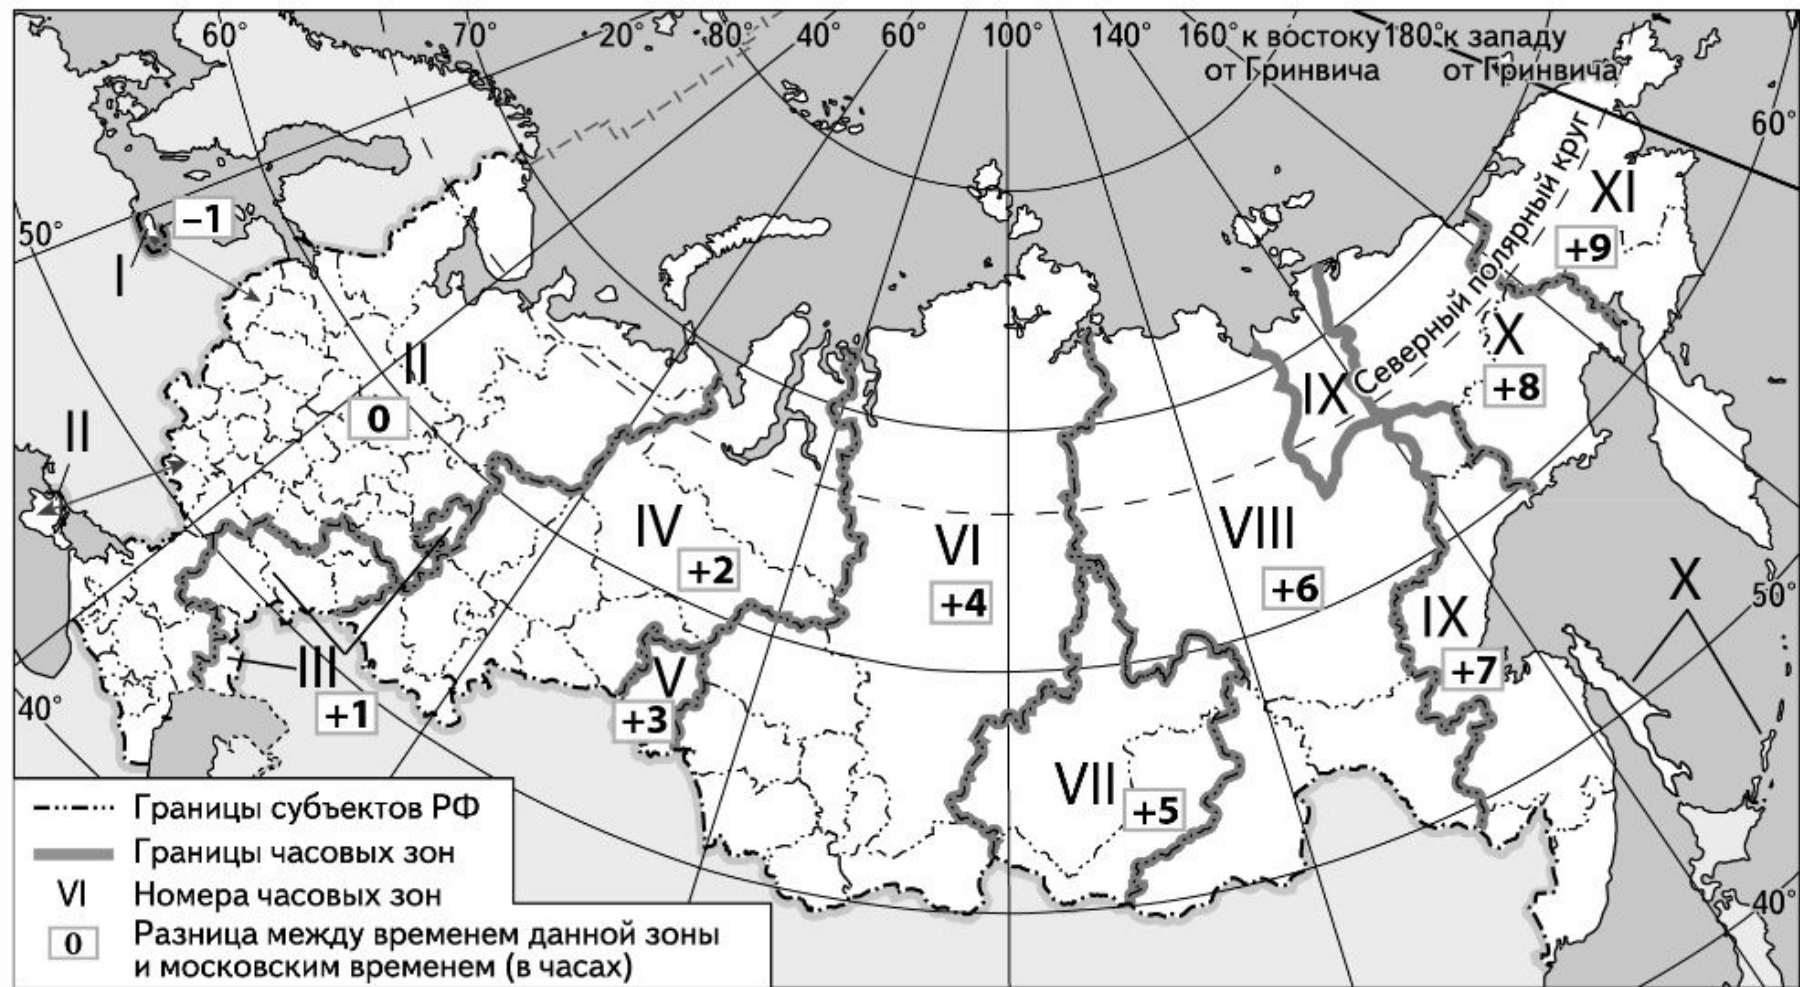 60° 70° 20° 80° 40° 60° 100° 140° 160° к востоку 180° к западу
от Гринвича от Гринвича
60°
50°
–1
I
XI
+9
II
0
X
+8
IX
Северный полярный круг
II
IV
+2
VI
+4
VIII
+6
X
50°
IX
+7
III
+1
V
+3
40°
VII
+5
40°
Границы субъектов РФ
Границы часовых зон
VI Номера часовых зон
0 Разница между временем данной зоны
и московским временем (в часах)